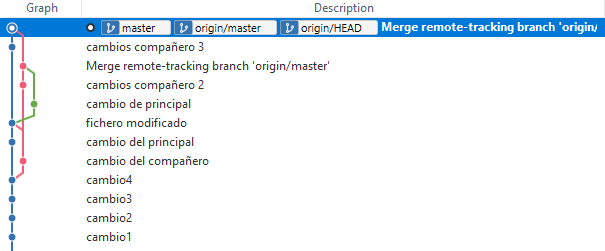 Graph Description
master origin/master origin/HEAD Merge remote-tracking branch 'origin/
cambios compañero 3
Merge remote-tracking branch 'origin/master'
cambios compañero 2
cambio de principal
fichero modificado
cambio del principal
cambio del compañero
cambio4
cambio3
cambio2
cambio1